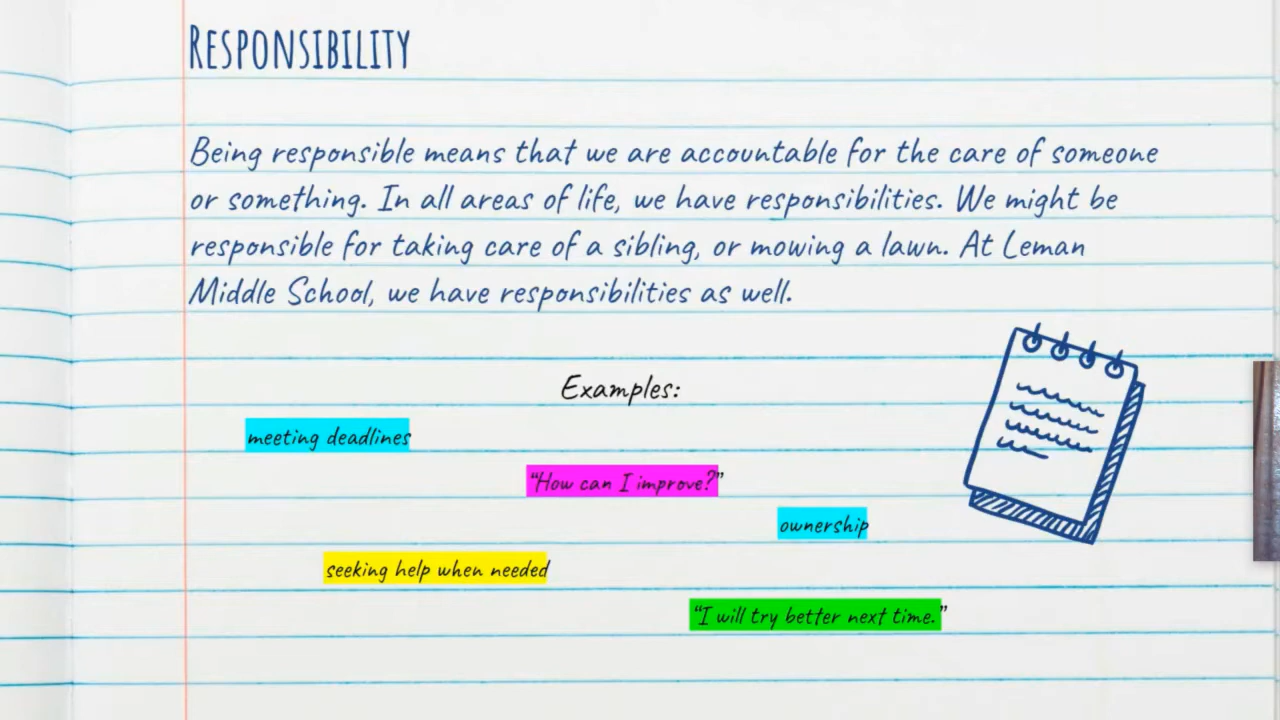 RESPONSIBILITY
Being responsible means that we are accountable for the care of someone
or something. In all areas of life, we have responsibilities. We might be
responsible for taking care of a sibling, or mowing a lawn. At Leman
Middle School, we have responsibilities as well.
Examples:
meeting deadlines
“How can I improve?”
ownership
seeking help when needed
“I will try better next time.”